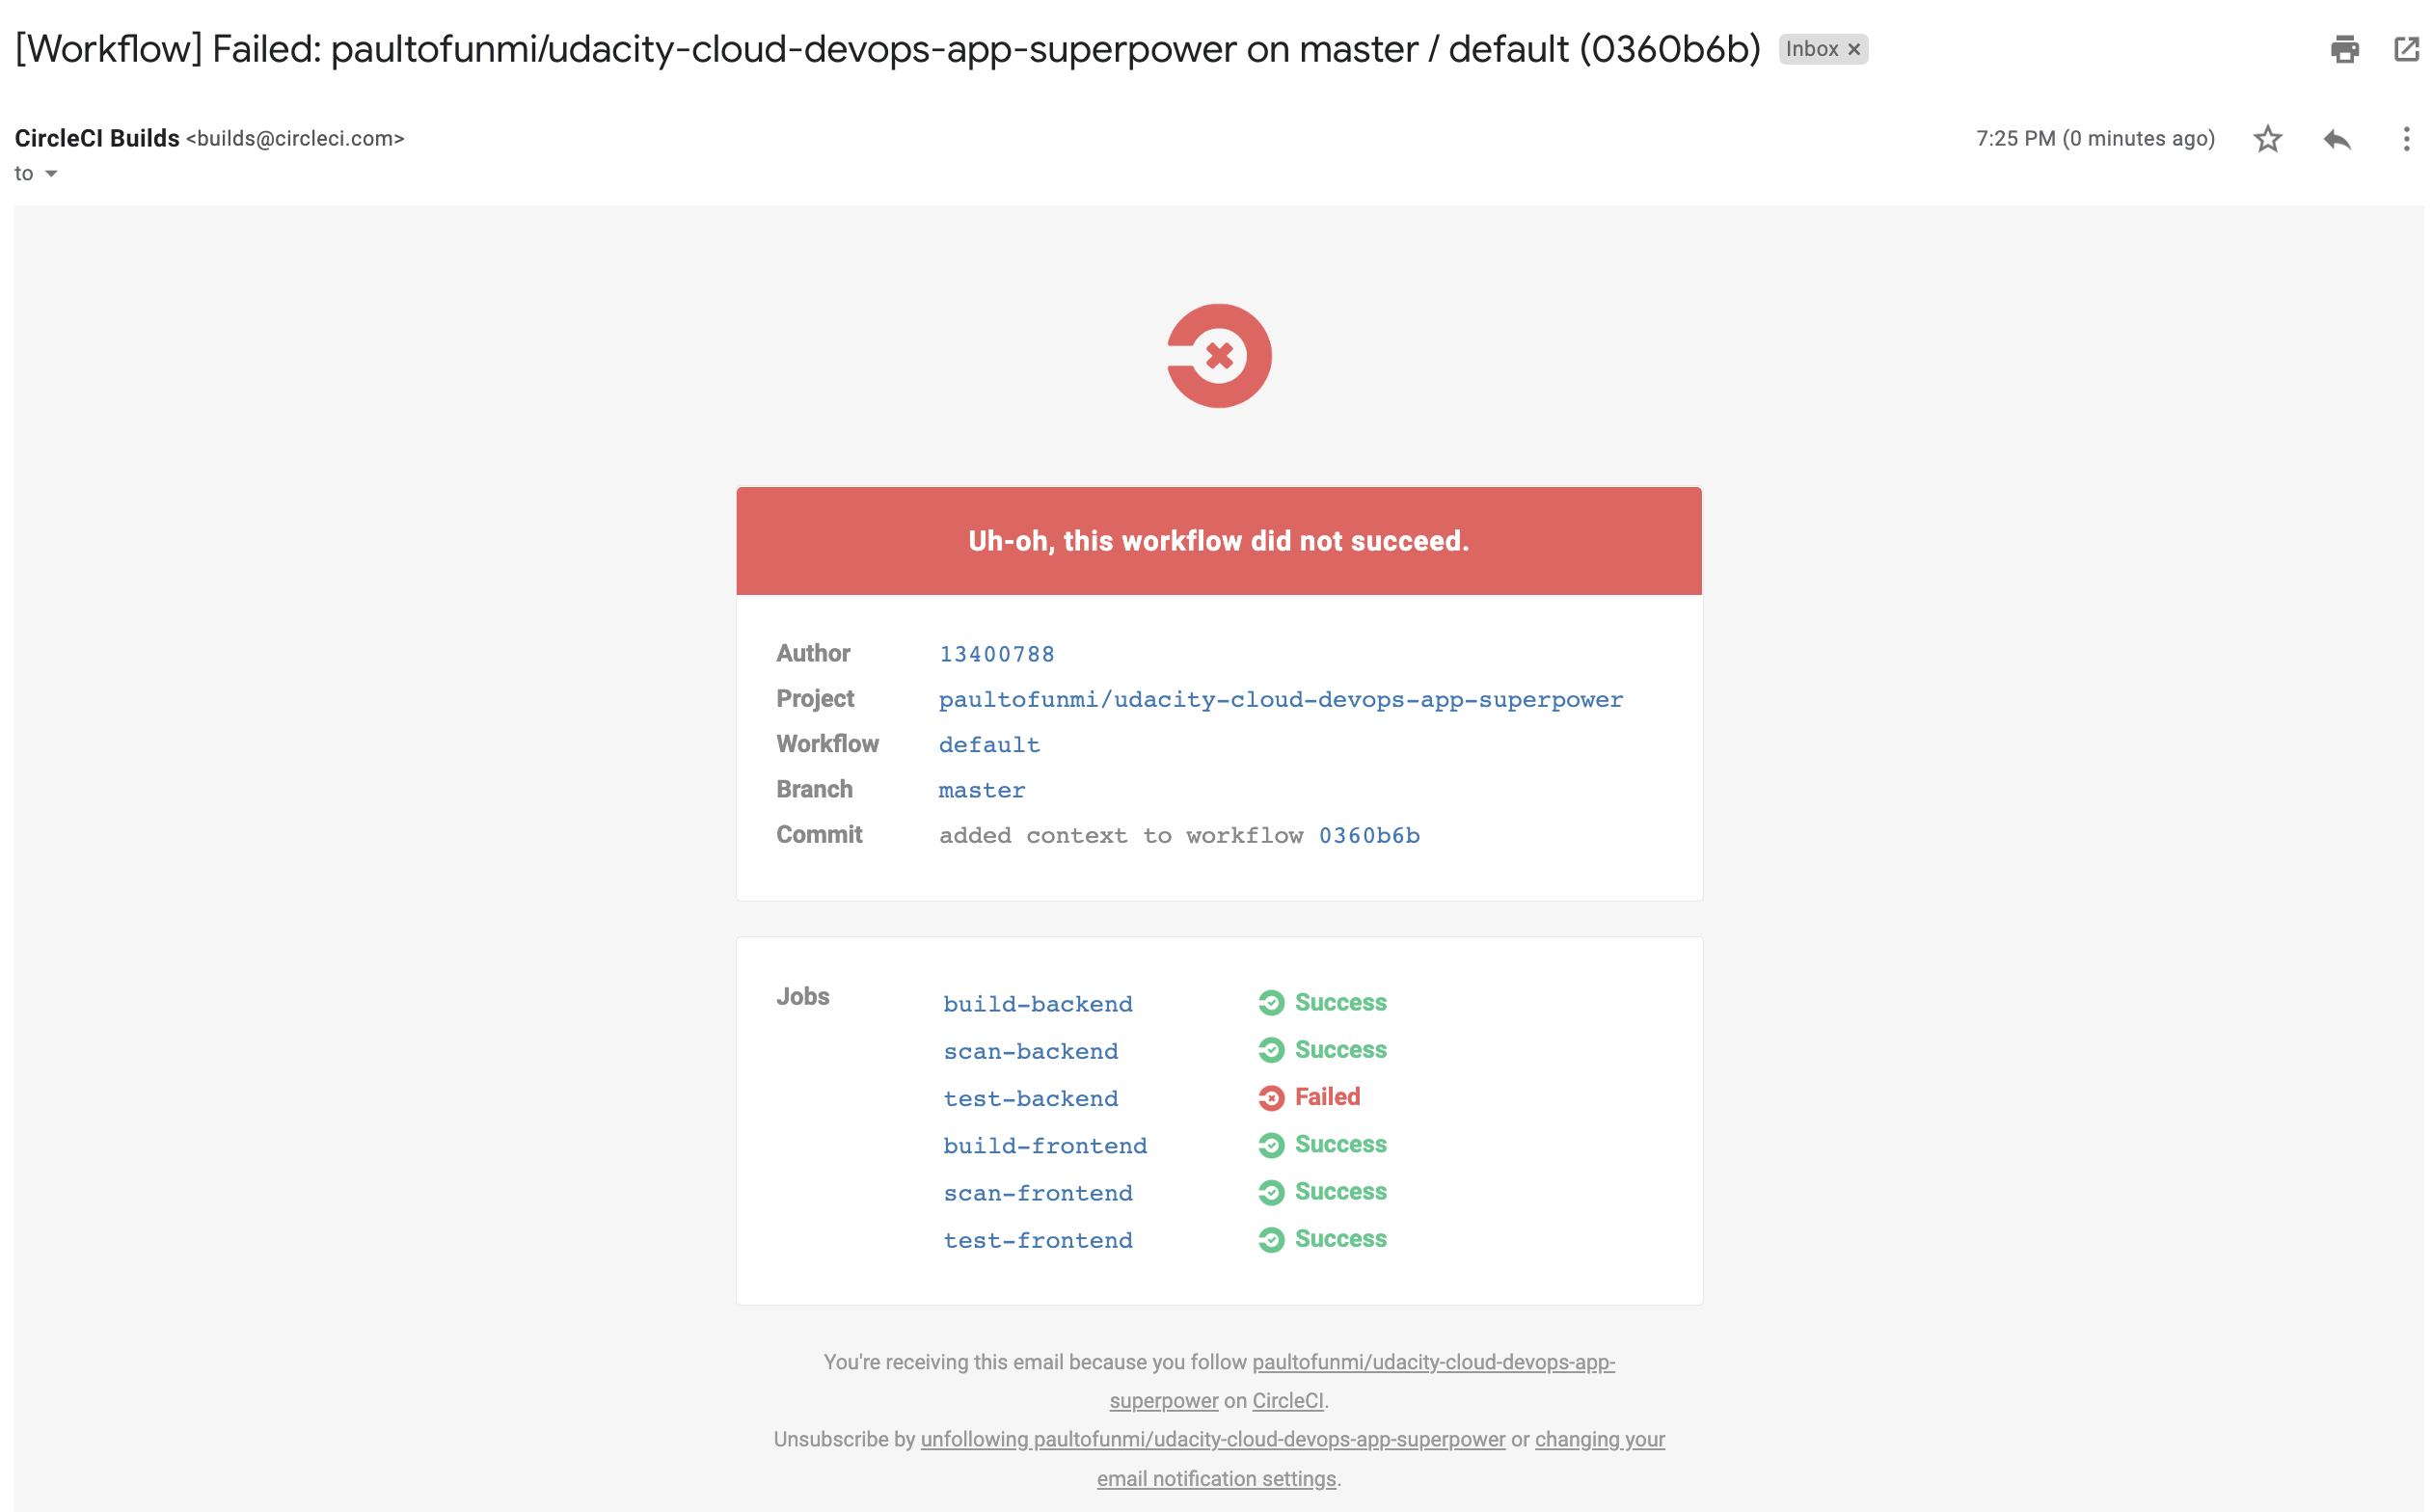 [Workflow] Failed: paultofunmi/udacity-cloud-devops-app-superpower on master / default (0360b6b) Inbox ×
CircleCI Builds <builds@circleci.com> 7:25 PM (0 minutes ago)
to
Uh-oh, this workflow did not succeed.
Author 13400788
Project paultofunmi/udacity-cloud-devops-app-superpower
Workflow default
Branch master
Commit added context to workflow 0360b6b
Jobs build-backend Success
scan-backend Success
test-backend Failed
build-frontend Success
scan-frontend Success
test-frontend Success
You're receiving this email because you follow paultofunmi/udacity-cloud-devops-app-
superpower on CircleCI.
Unsubscribe by unfollowing paultofunmi/udacity-cloud-devops-app-superpower or changing your
email notification settings.